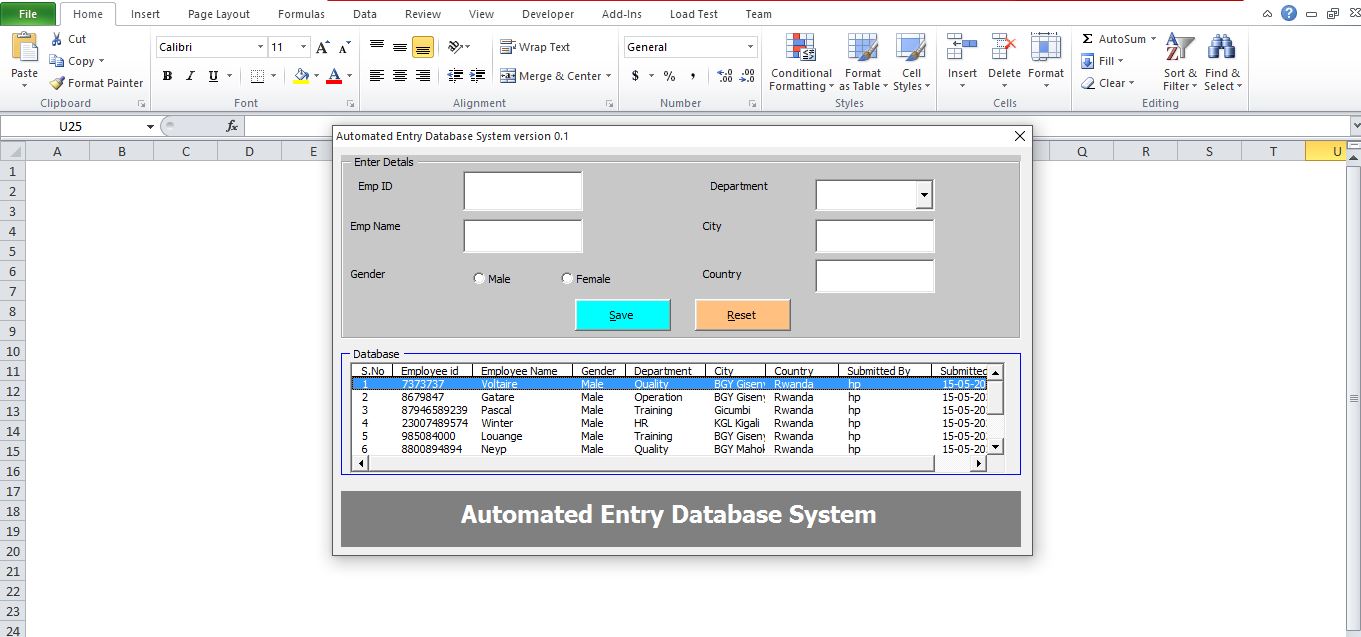 File Home Insert Page Layout Formulas Data Review View Developer Add-Ins Load Test Team
Cut
Copy
Format Painter
Paste
Clipboard
Calibri 11
B I U
Font
Wrap Text
Merge & Center
Alignment
General
$ % ,
Number
Conditional Formatting
Format as Table
Cell Styles
Styles
Insert Delete Format
Cells
Σ AutoSum
Fill
Clear
Sort & Filter
Find & Select
Editing
U25 fx
A B C D E Q R S T U
Automated Entry Database System version 0.1
Enter Detals
Emp ID Department
Emp Name City
Gender Male Female Country
Save Reset
Database
S.No Employee id Employee Name Gender Department City Country Submitted By Submitted
1 7373737 Voltaire Male Quality BGY Giseny Rwanda hp 15-05-20
2 8679847 Gatare Male Operation BGY Giseny Rwanda hp 15-05-20
3 87946589239 Pascal Male Training Gicumbi Rwanda hp 15-05-20
4 23007489574 Winter Male HR KGL Kigali Rwanda hp 15-05-20
5 985084000 Louange Male Training BGY Giseny Rwanda hp 15-05-20
6 8800894894 Neyp Male Quality BGY Mahok Rwanda hp 15-05-20
Automated Entry Database System
1
2
3
4
5
6
7
8
9
10
11
12
13
14
15
16
17
18
19
20
21
22
23
24